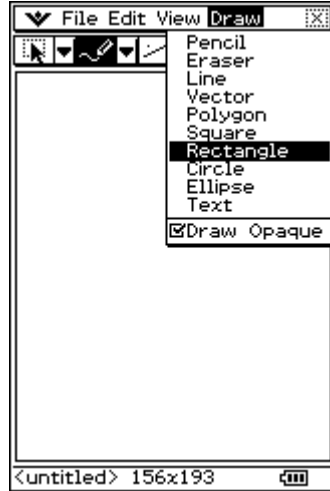 File Edit View Draw
Pencil
Eraser
Line
Vector
Polygon
Square
Rectangle
Circle
Ellipse
Text
Draw Opaque
<untitled> 156x193